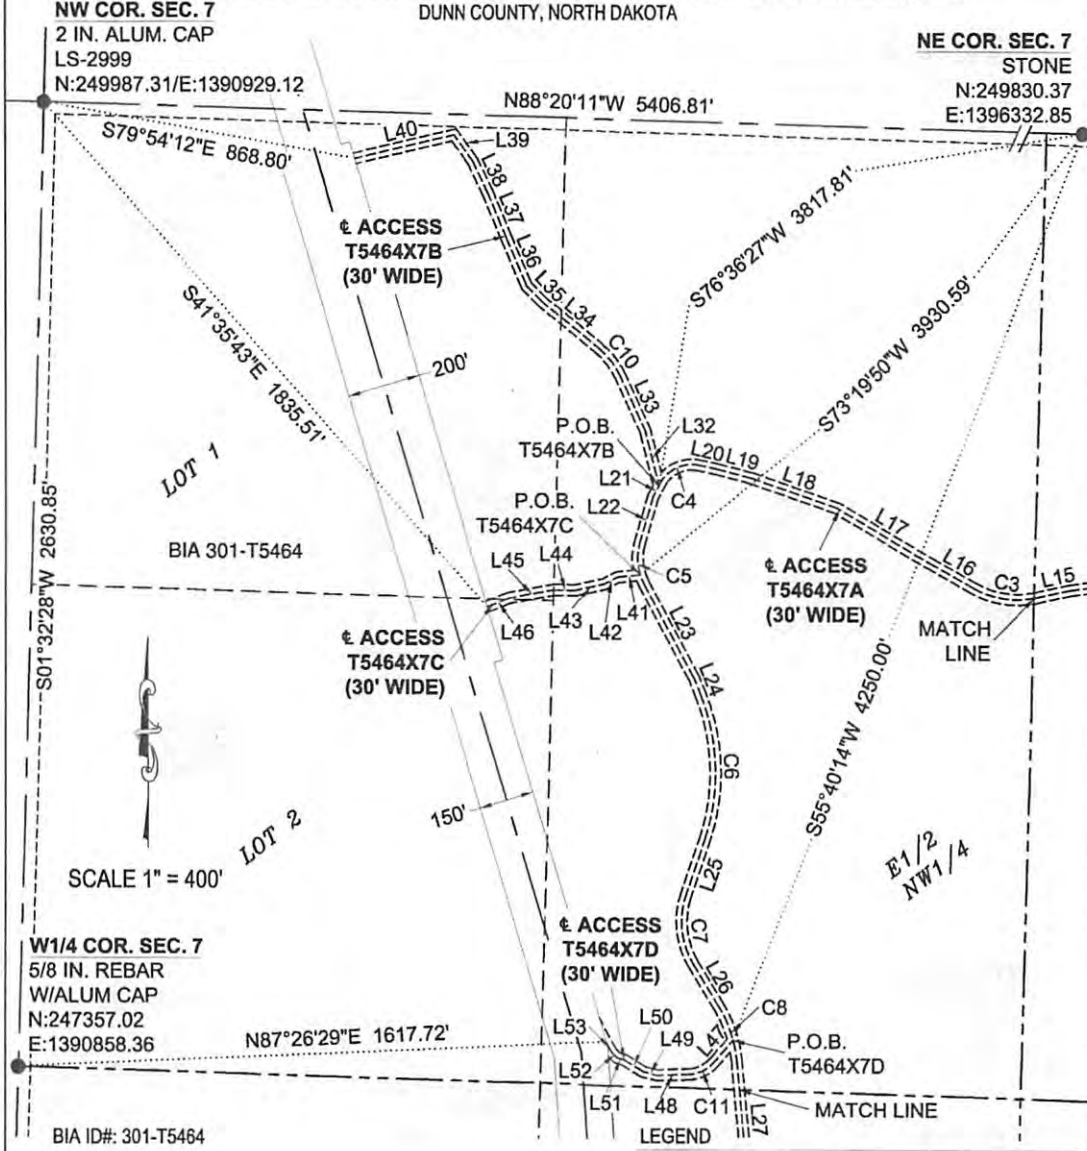 DUNN COUNTY, NORTH DAKOTA
NW COR. SEC. 7
2 IN. ALUM. CAP
LS-2999
N:249987.31/E:1390929.12
NE COR. SEC. 7
STONE
N:249830.37
E:1396332.85
N88°20'11"W 5406.81'
S79°54'12"E 868.80'
L40
L39
L38
L37
L36
L35
L34
C10
L33
L32
℄ ACCESS
T5464X7B
(30' WIDE)
S76°36'27"W 3817.81'
S73°19'50"W 3930.59'
S41°35'43"E 1835.51'
200'
P.O.B.
T5464X7B
L20
L19
L18
L21
L22
C4
P.O.B.
T5464X7C
L17
L16
C3
L15
LOT 1
BIA 301-T5464
S01°32'28"W 2630.85'
L45
L44
C5
℄ ACCESS
T5464X7A
(30' WIDE)
L46
L43
L42
L41
L23
MATCH
LINE
℄ ACCESS
T5464X7C
(30' WIDE)
L24
C6
S55°40'14"W 4250.00'
150'
LOT 2
E1/2
NW1/4
SCALE 1" = 400'
L25
℄ ACCESS
T5464X7D
(30' WIDE)
C7
L26
W1/4 COR. SEC. 7
5/8 IN. REBAR
W/ALUM CAP
N:247357.02
E:1390858.36
N87°26'29"E 1617.72'
L53
L50
L49
L47
C8
P.O.B.
T5464X7D
L52
L51
L48
C11
L27
MATCH LINE
BIA ID#: 301-T5464
LEGEND